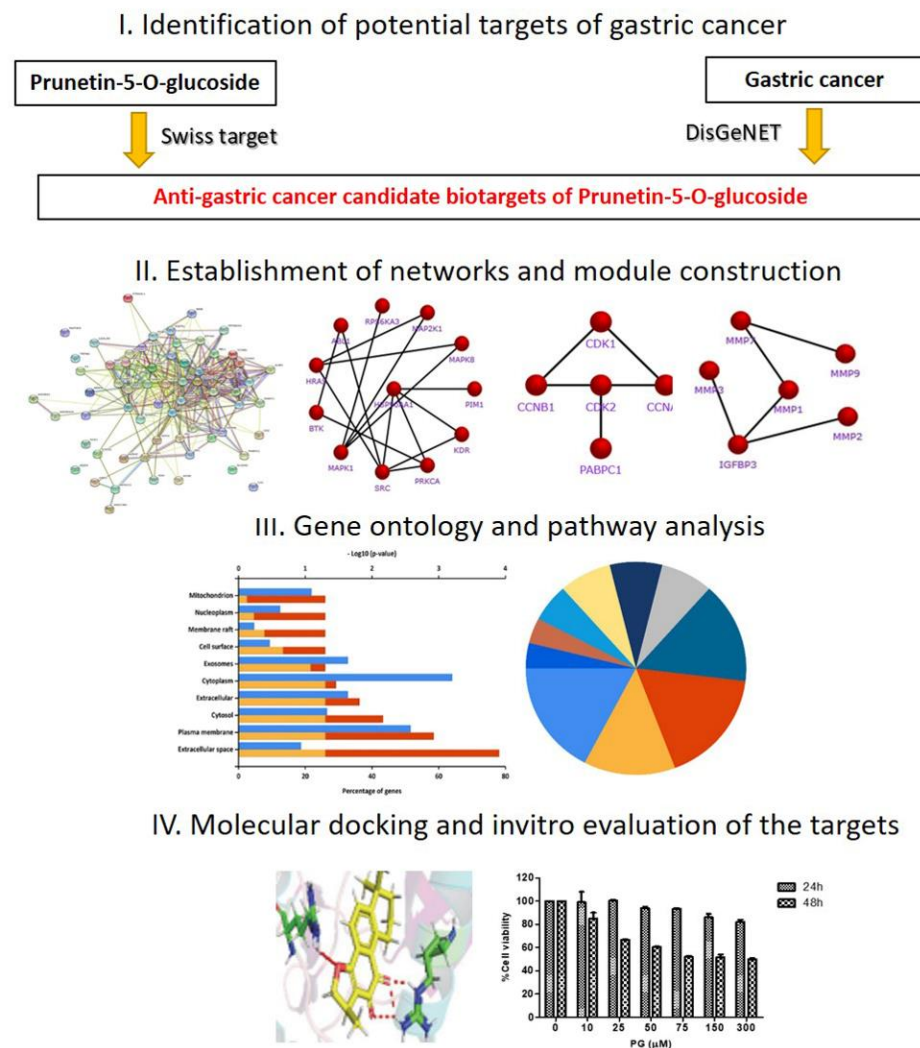 I. Identification of potential targets of gastric cancer
Prunetin-5-O-glucoside
Gastric cancer
Swiss target
DisGeNET
Anti-gastric cancer candidate biotargets of Prunetin-5-O-glucoside
II. Establishment of networks and module construction
RPS6KA3
MAP2K1
ABL1
MAPK8
HRAS
HSP90AA1
PIM1
BTK
KDR
MAPK1
PRKCA
SRC
CDK1
CCNB1
CDK2
CCNA
PABPC1
MMP7
MMP9
MMP3
MMP1
MMP2
IGFBP3
III. Gene ontology and pathway analysis
- Log10 (p-value)
0 1 2 3 4
Mitochondrion
Nucleoplasm
Membrane raft
Cell surface
Exosomes
Cytoplasm
Extracellular
Cytosol
Plasma membrane
Extracellular space
0 20 40 60 80
Percentage of genes
IV. Molecular docking and invitro evaluation of the targets
%Cell viability
120
100
80
60
40
20
0
24h
48h
0 10 25 50 75 150 300
PG (μM)